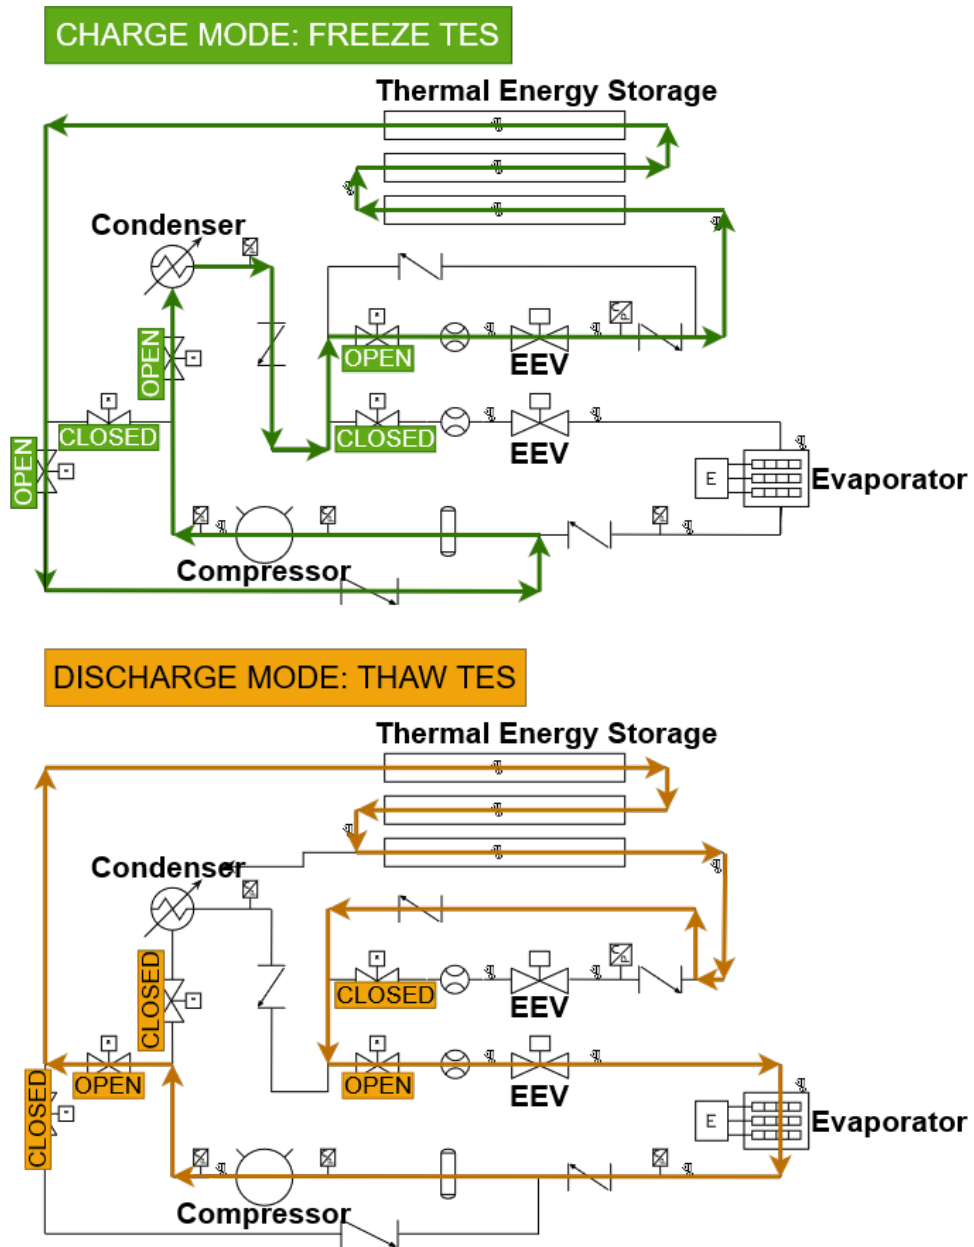 CHARGE MODE: FREEZE TES
Thermal Energy Storage
Condenser
OPEN
OPEN
EEV
CLOSED
CLOSED
OPEN
EEV
E
Evaporator
Compressor
DISCHARGE MODE: THAW TES
Thermal Energy Storage
Condenser
CLOSED
CLOSED
EEV
OPEN
OPEN
EEV
CLOSED
E
Evaporator
Compressor